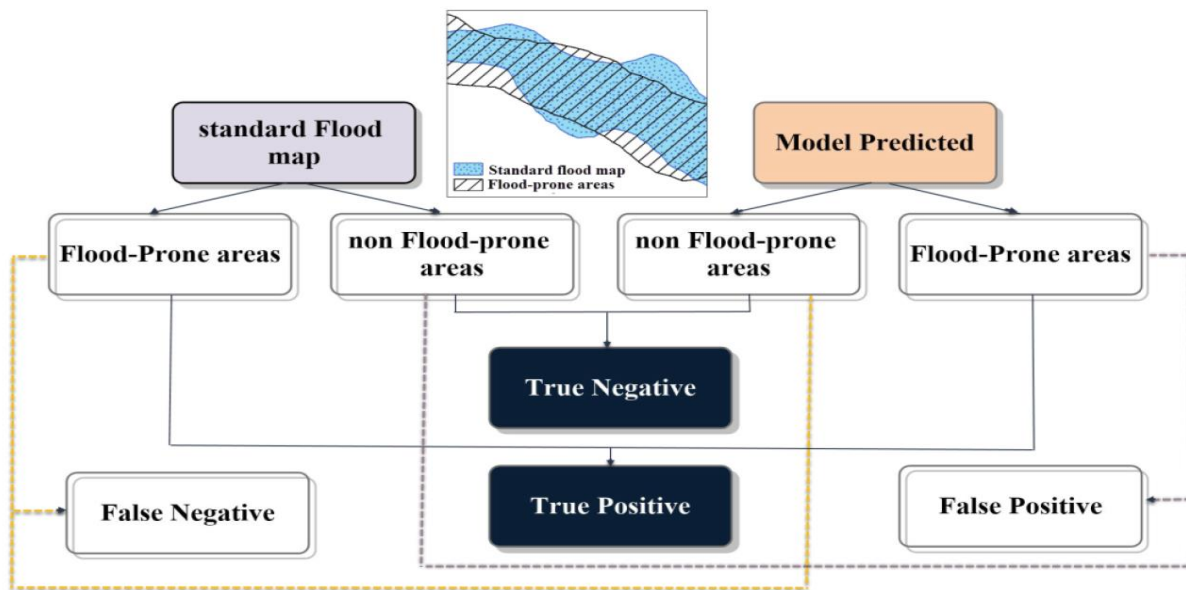 standard Flood
map
Standard flood map
Flood-prone areas
Model Predicted
Flood-Prone areas
non Flood-prone
areas
non Flood-prone
areas
Flood-Prone areas
True Negative
False Negative
True Positive
False Positive